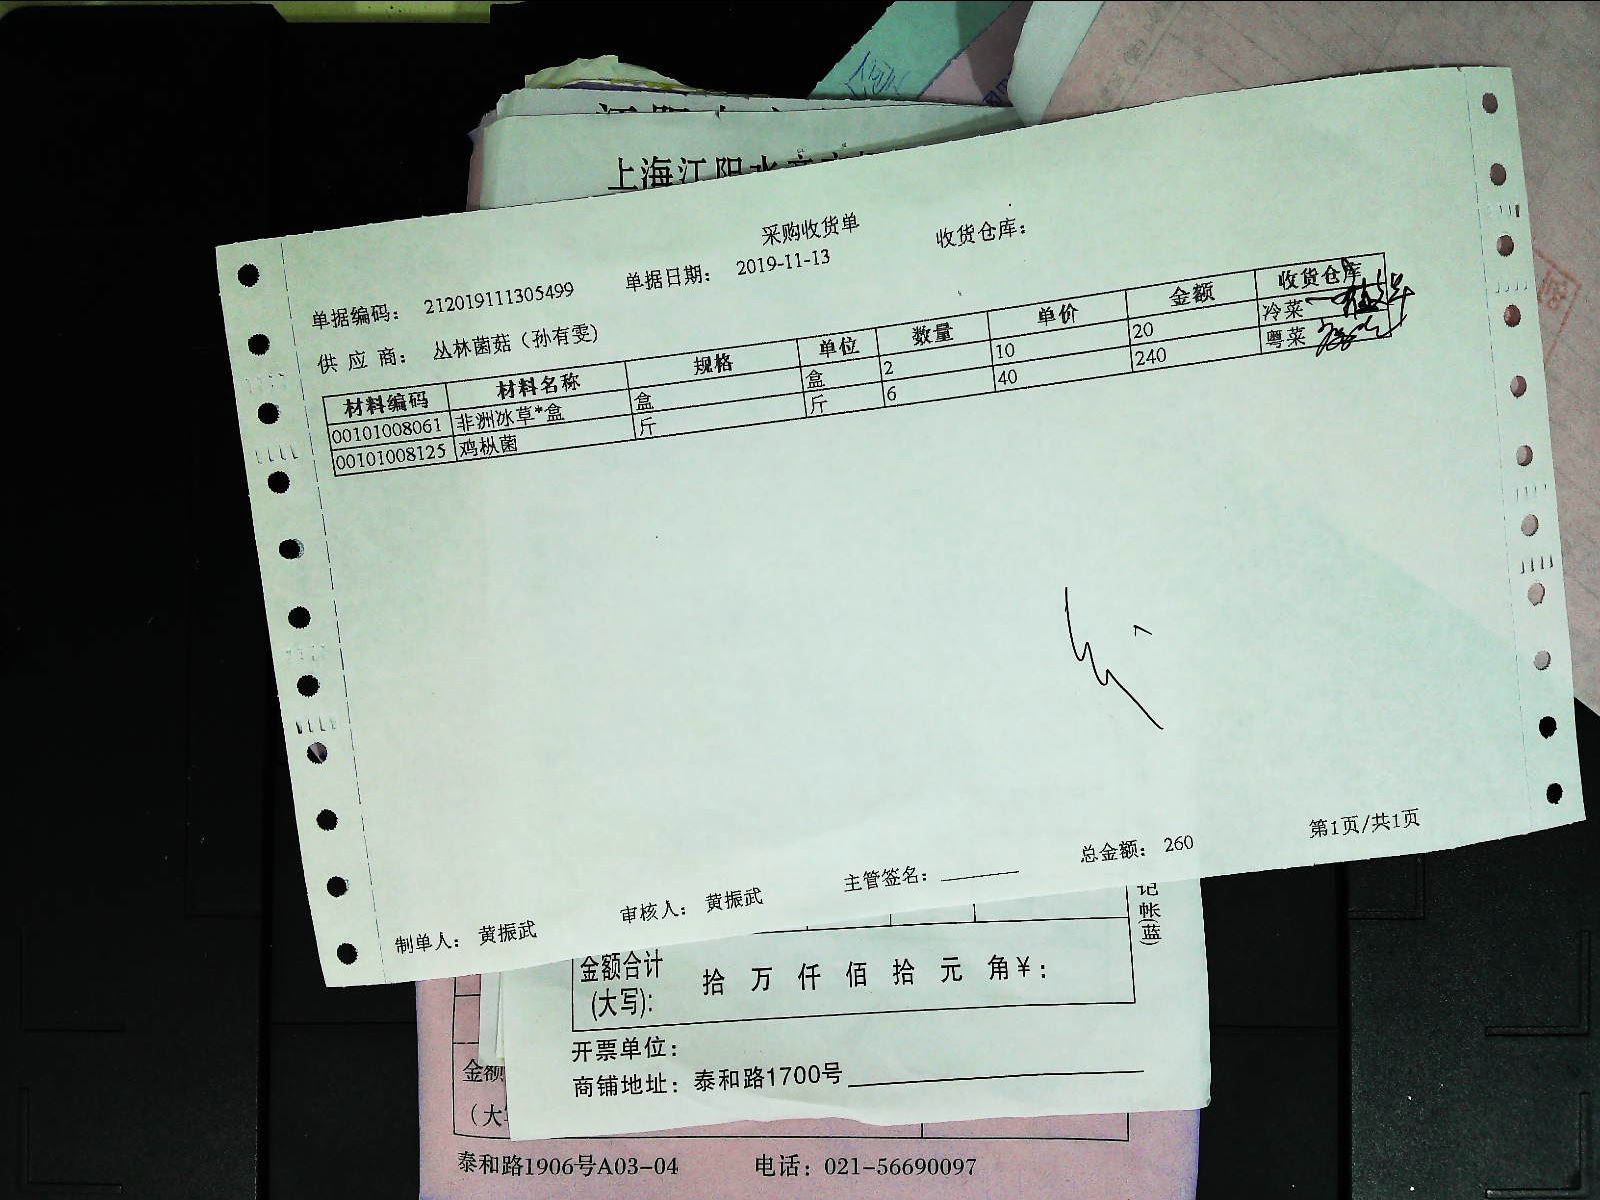 上海江阳水产
采购收货单
收货仓库：
单据编码： 212019111305499 单据日期： 2019-11-13
供 应 商： 丛林菌菇（孙有雯）
材料编码 材料名称 规格 单位 数量 单价 金额 收货仓库
00101008061 非洲冰草*盒 盒 盒 2 10 20 冷菜
00101008125 鸡枞菌 斤 斤 6 40 240 粤菜
制单人： 黄振武 审核人： 黄振武 主管签名： 总金额： 260 第1页/共1页
记帐(蓝)
金额合计
(大写): 拾 万 仟 佰 拾 元 角¥:
开票单位：
商铺地址：泰和路1700号
金额
（大
泰和路1906号A03-04 电话：021-56690097